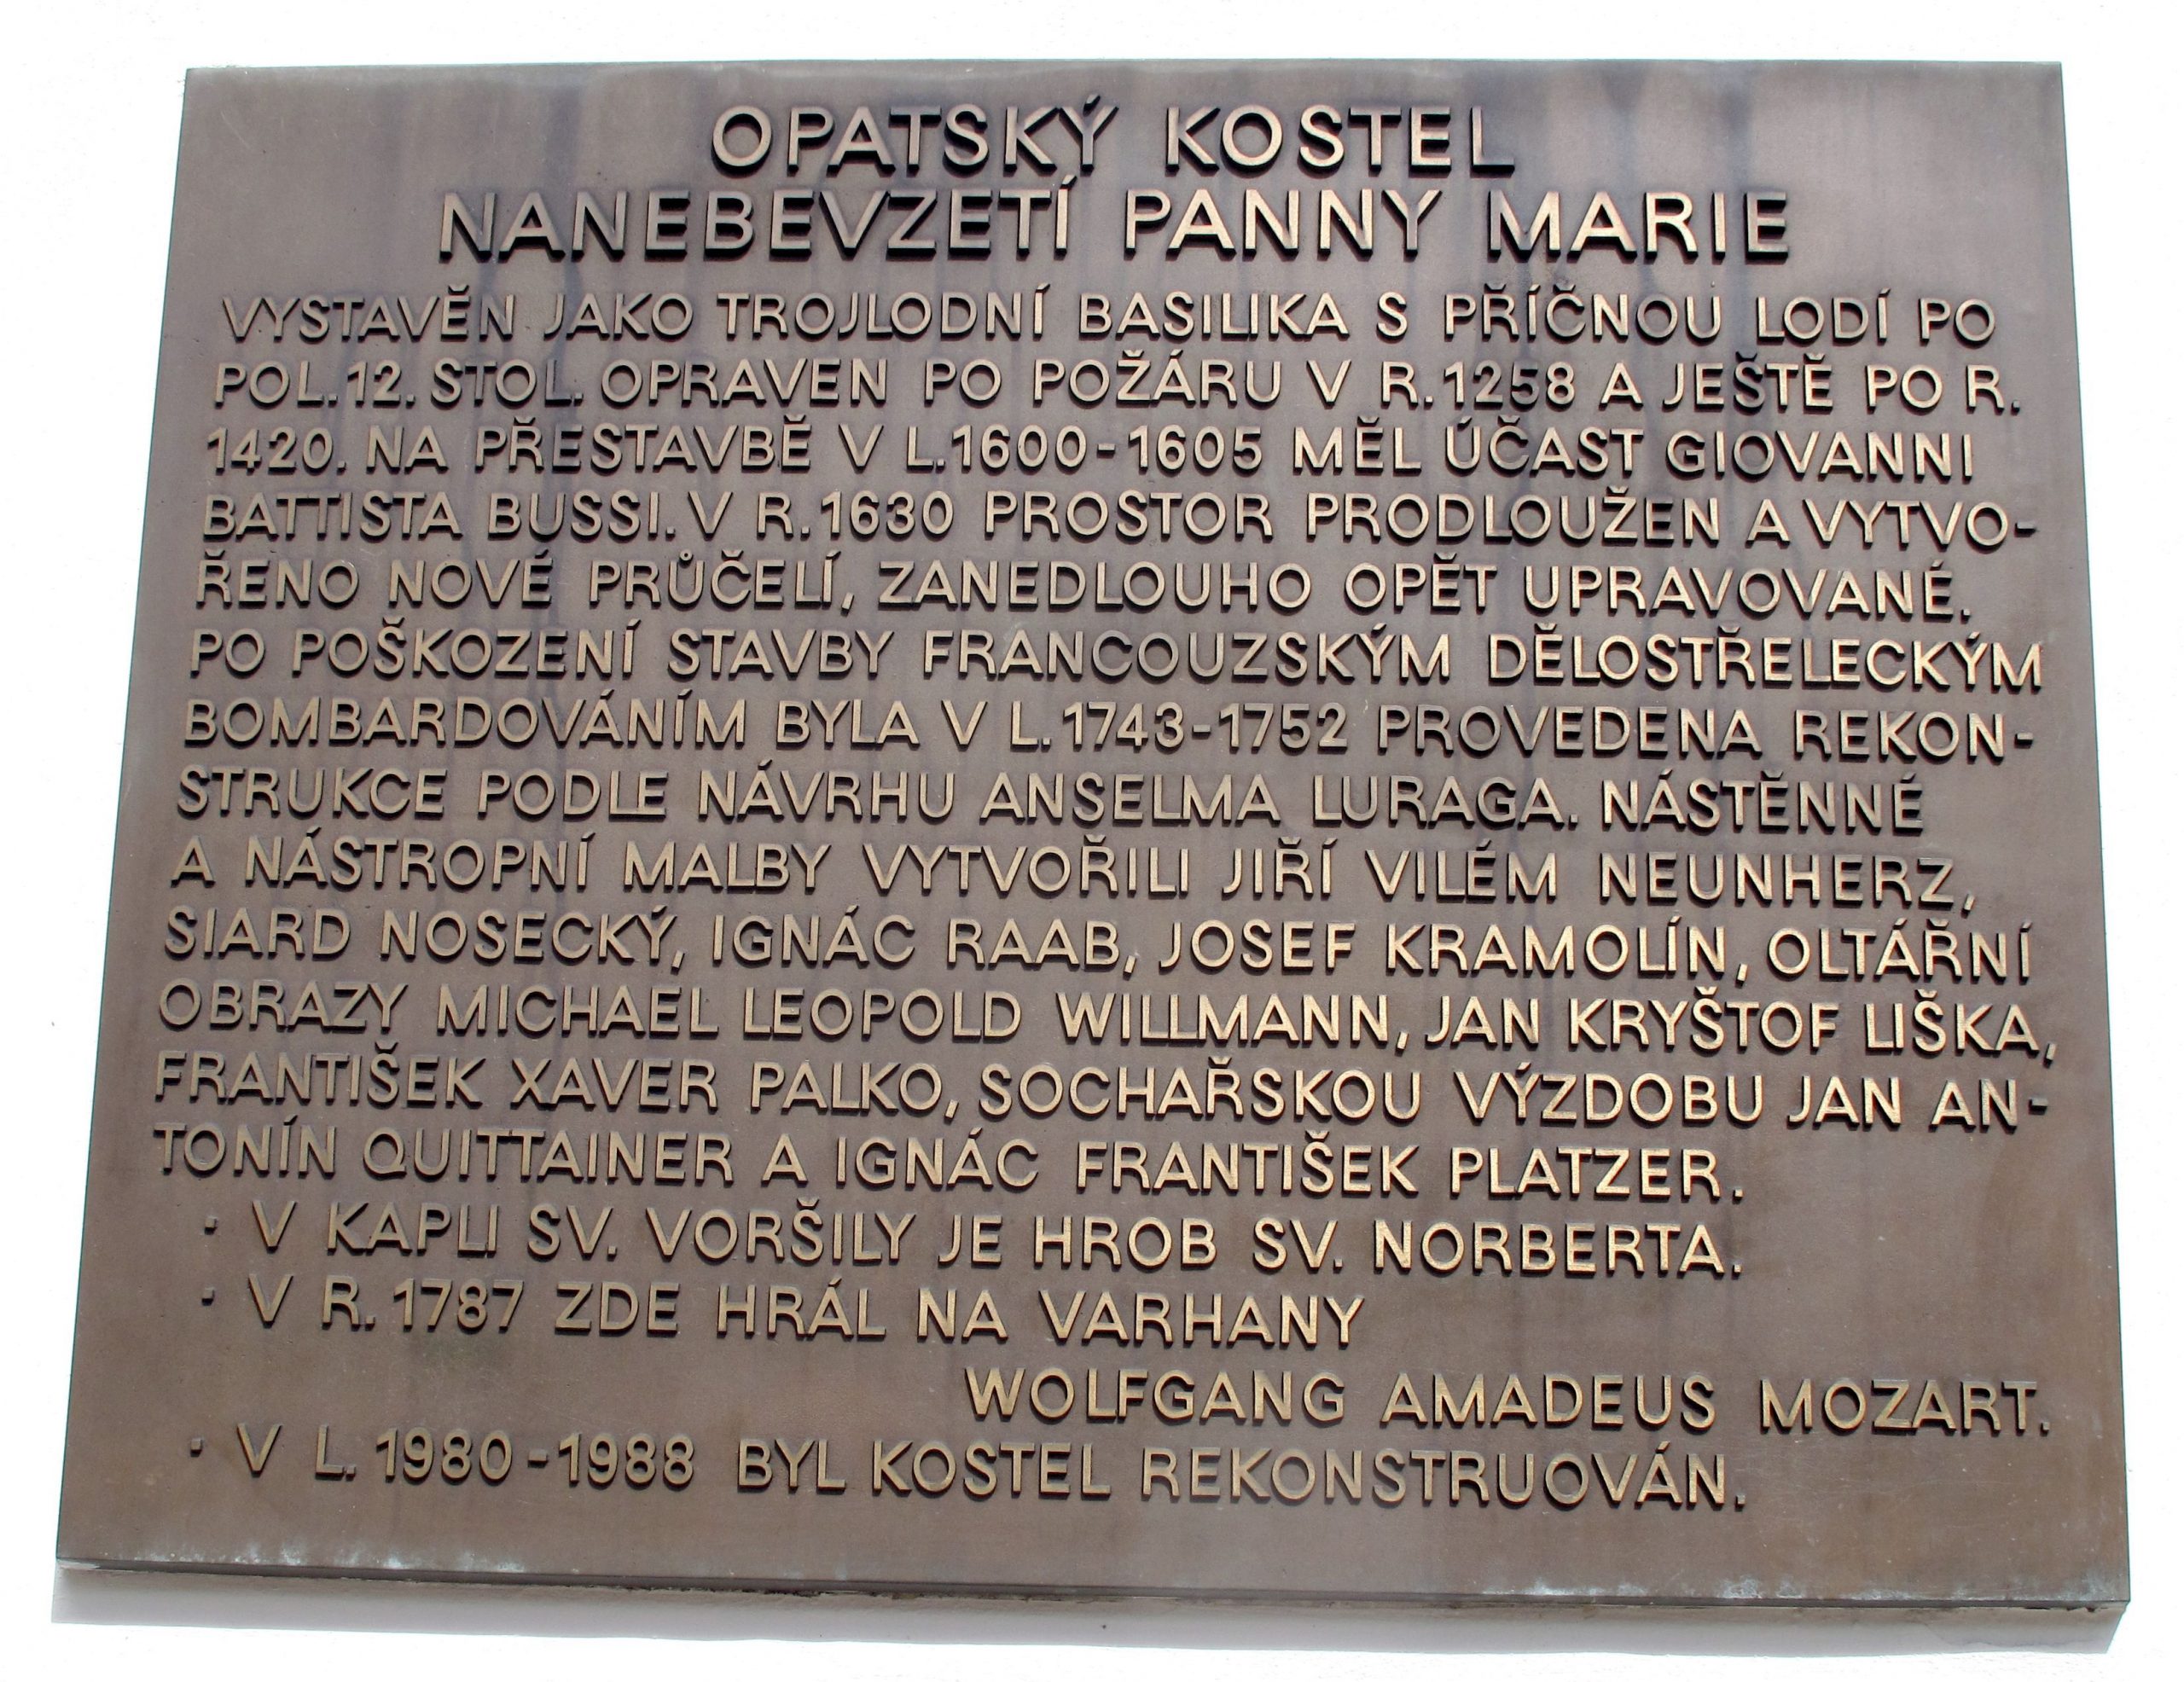 OPATSKÝ KOSTEL
NANEBEVZETÍ PANNY MARIE
VYSTAVĚN JAKO TROJLODNÍ BASILIKA S PŘÍČNOU LODÍ PO
POL.12. STOL. OPRAVEN PO POŽÁRU V R.1258 A JEŠTĚ PO R.
1420. NA PŘESTAVBĚ V L.1600-1605 MĚL ÚČAST GIOVANNI
BATTISTA BUSSI. V R.1630 PROSTOR PRODLOUŽEN A VYTVO-
ŘENO NOVÉ PRŮČELÍ, ZANEDLOUHO OPĚT UPRAVOVANÉ.
PO POŠKOZENÍ STAVBY FRANCOUZSKÝM DĚLOSTŘELECKÝM
BOMBARDOVÁNÍM BYLA V L.1743-1752 PROVEDENA REKON-
STRUKCE PODLE NÁVRHU ANSELMA LURAGA. NÁSTĚNNÉ
A NÁSTROPNÍ MALBY VYTVOŘILI JIŘÍ VILÉM NEUNHERZ,
SIARD NOSECKÝ, IGNÁC RAAB, JOSEF KRAMOLÍN, OLTÁŘNÍ
OBRAZY MICHAEL LEOPOLD WILLMANN, JAN KRYŠTOF LIŠKA,
FRANTIŠEK XAVER PALKO, SOCHAŘSKOU VÝZDOBU JAN AN-
TONÍN QUITTAINER A IGNÁC FRANTIŠEK PLATZER.
· V KAPLI SV. VORŠILY JE HROB SV. NORBERTA.
· V R. 1787 ZDE HRÁL NA VARHANY
WOLFGANG AMADEUS MOZART.
· V L. 1980-1988 BYL KOSTEL REKONSTRUOVÁN.